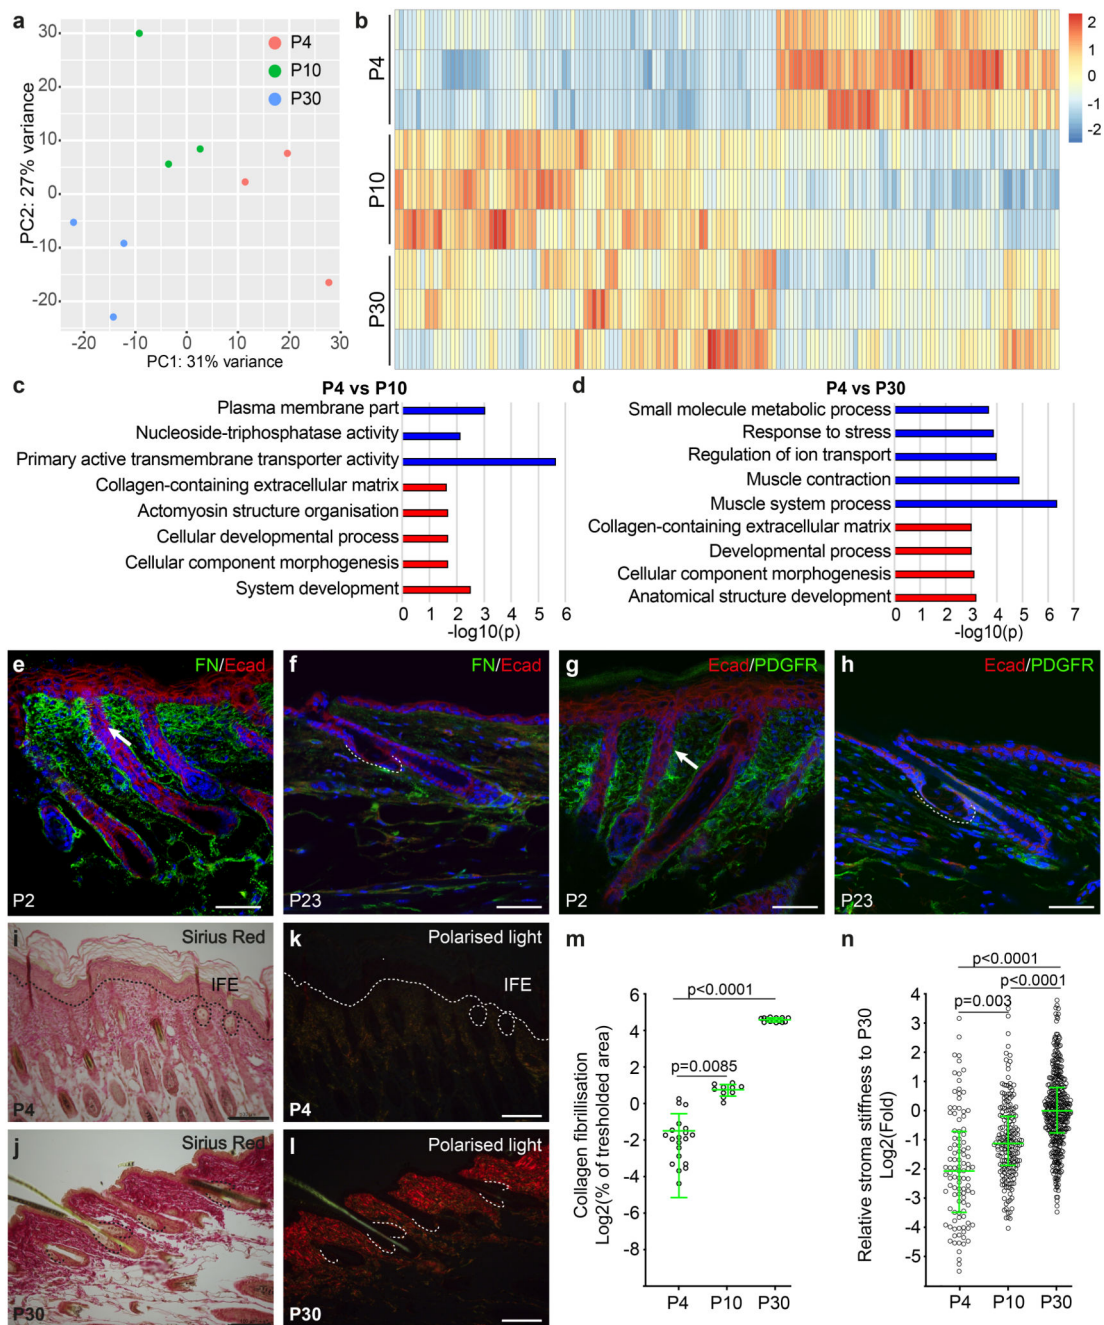 a
30
20
10
0
-10
-20
PC2: 27% variance
-20 -10 0 10 20 30
PC1: 31% variance
P4
P10
P30
b
P4
P10
P30
2
1
0
-1
-2
c
P4 vs P10
Plasma membrane part
Nucleoside-triphosphatase activity
Primary active transmembrane transporter activity
Collagen-containing extracellular matrix
Actomyosin structure organisation
Cellular developmental process
Cellular component morphogenesis
System development
0 1 2 3 4 5 6
-log10(p)
d
P4 vs P30
Small molecule metabolic process
Response to stress
Regulation of ion transport
Muscle contraction
Muscle system process
Collagen-containing extracellular matrix
Developmental process
Cellular component morphogenesis
Anatomical structure development
0 1 2 3 4 5 6 7
-log10(p)
e FN/Ecad
P2
f FN/Ecad
P23
g Ecad/PDGFR
P2
h Ecad/PDGFR
P23
i Sirius Red
IFE
P4
k Polarised light
IFE
P4
j Sirius Red
P30
l Polarised light
P30
m
p<0.0001
p=0.0085
6
4
2
0
-2
-4
-6
-8
Collagen fibrilisation
Log2(% of tresholded area)
P4 P10 P30
n
p<0.0001
p<0.0001
p=0.003
4
3
2
1
0
-1
-2
-3
-4
-5
Relative stroma stiffness to P30
Log2(Fold)
P4 P10 P30